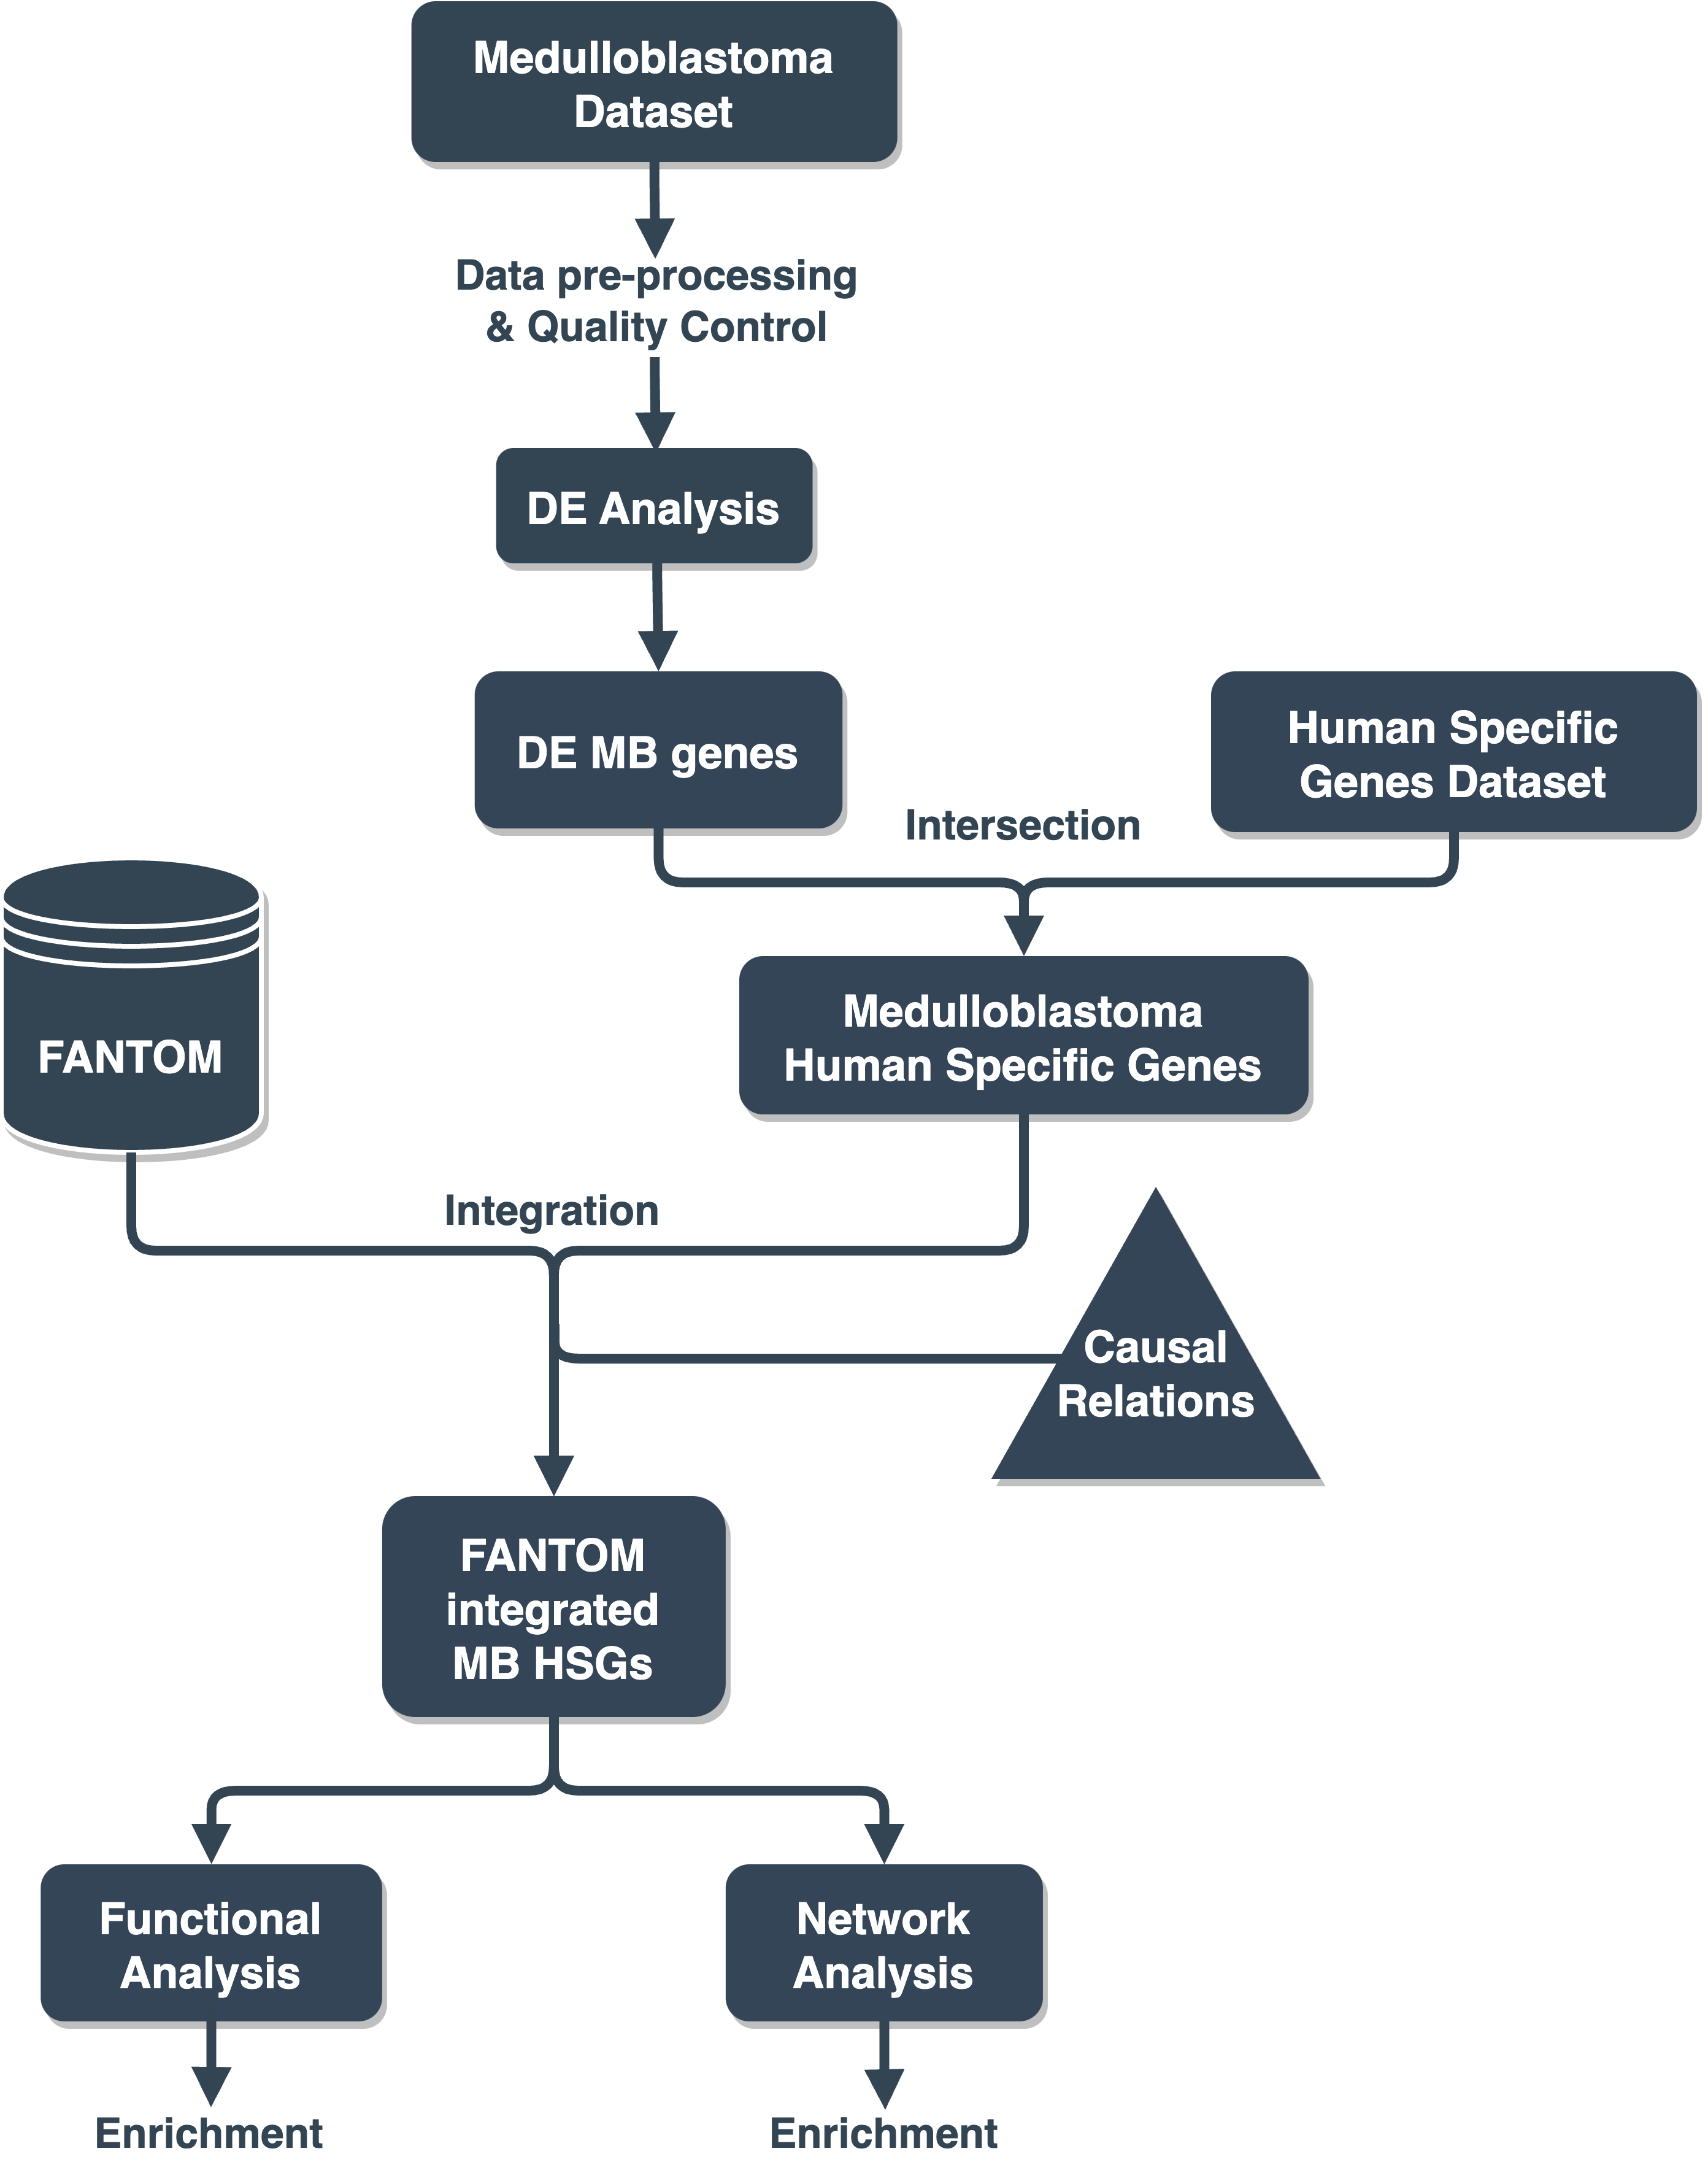 Medulloblastoma
Dataset
Data pre-processing
& Quality Control
DE Analysis
DE MB genes
Human Specific
Genes Dataset
Intersection
Medulloblastoma
Human Specific Genes
FANTOM
Integration
Causal
Relations
FANTOM
integrated
MB HSGs
Functional
Analysis
Network
Analysis
Enrichment
Enrichment